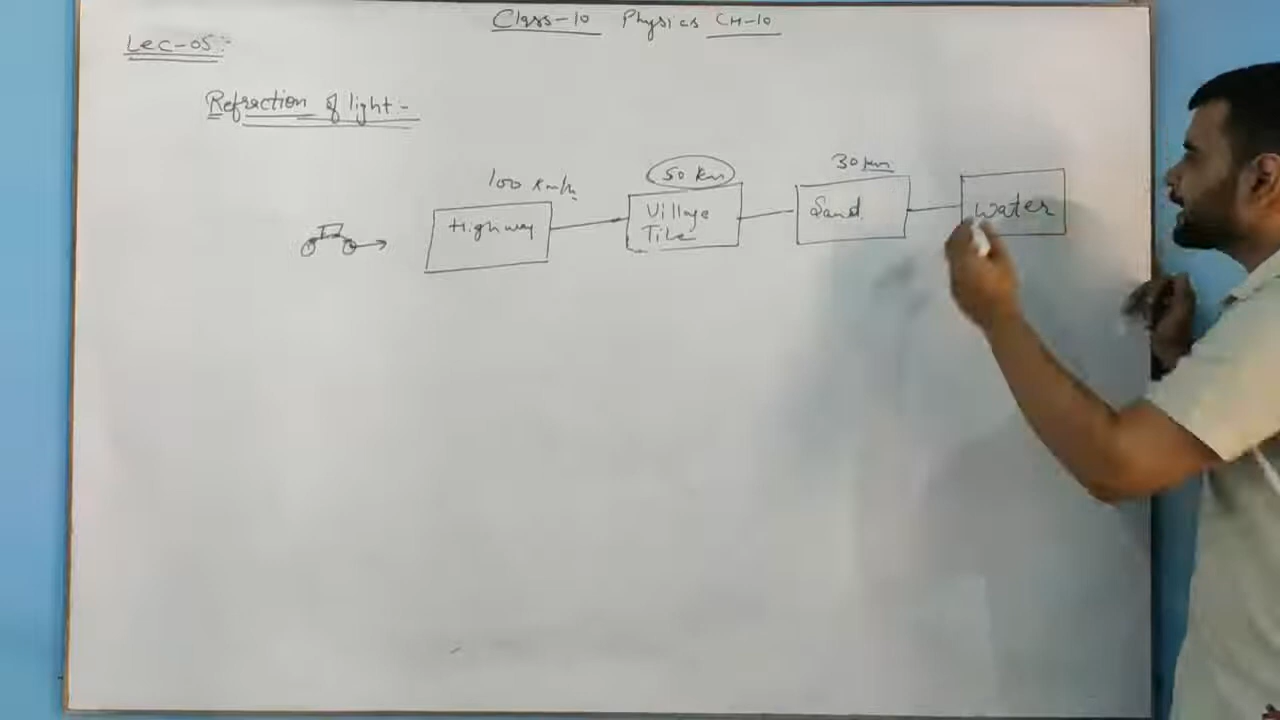 Class-10 Physics CH-10
Lec-05:-
Refraction of light:-
100 Km/h
50 Km
30 km
Highway
Village
Tile
Sand
Water